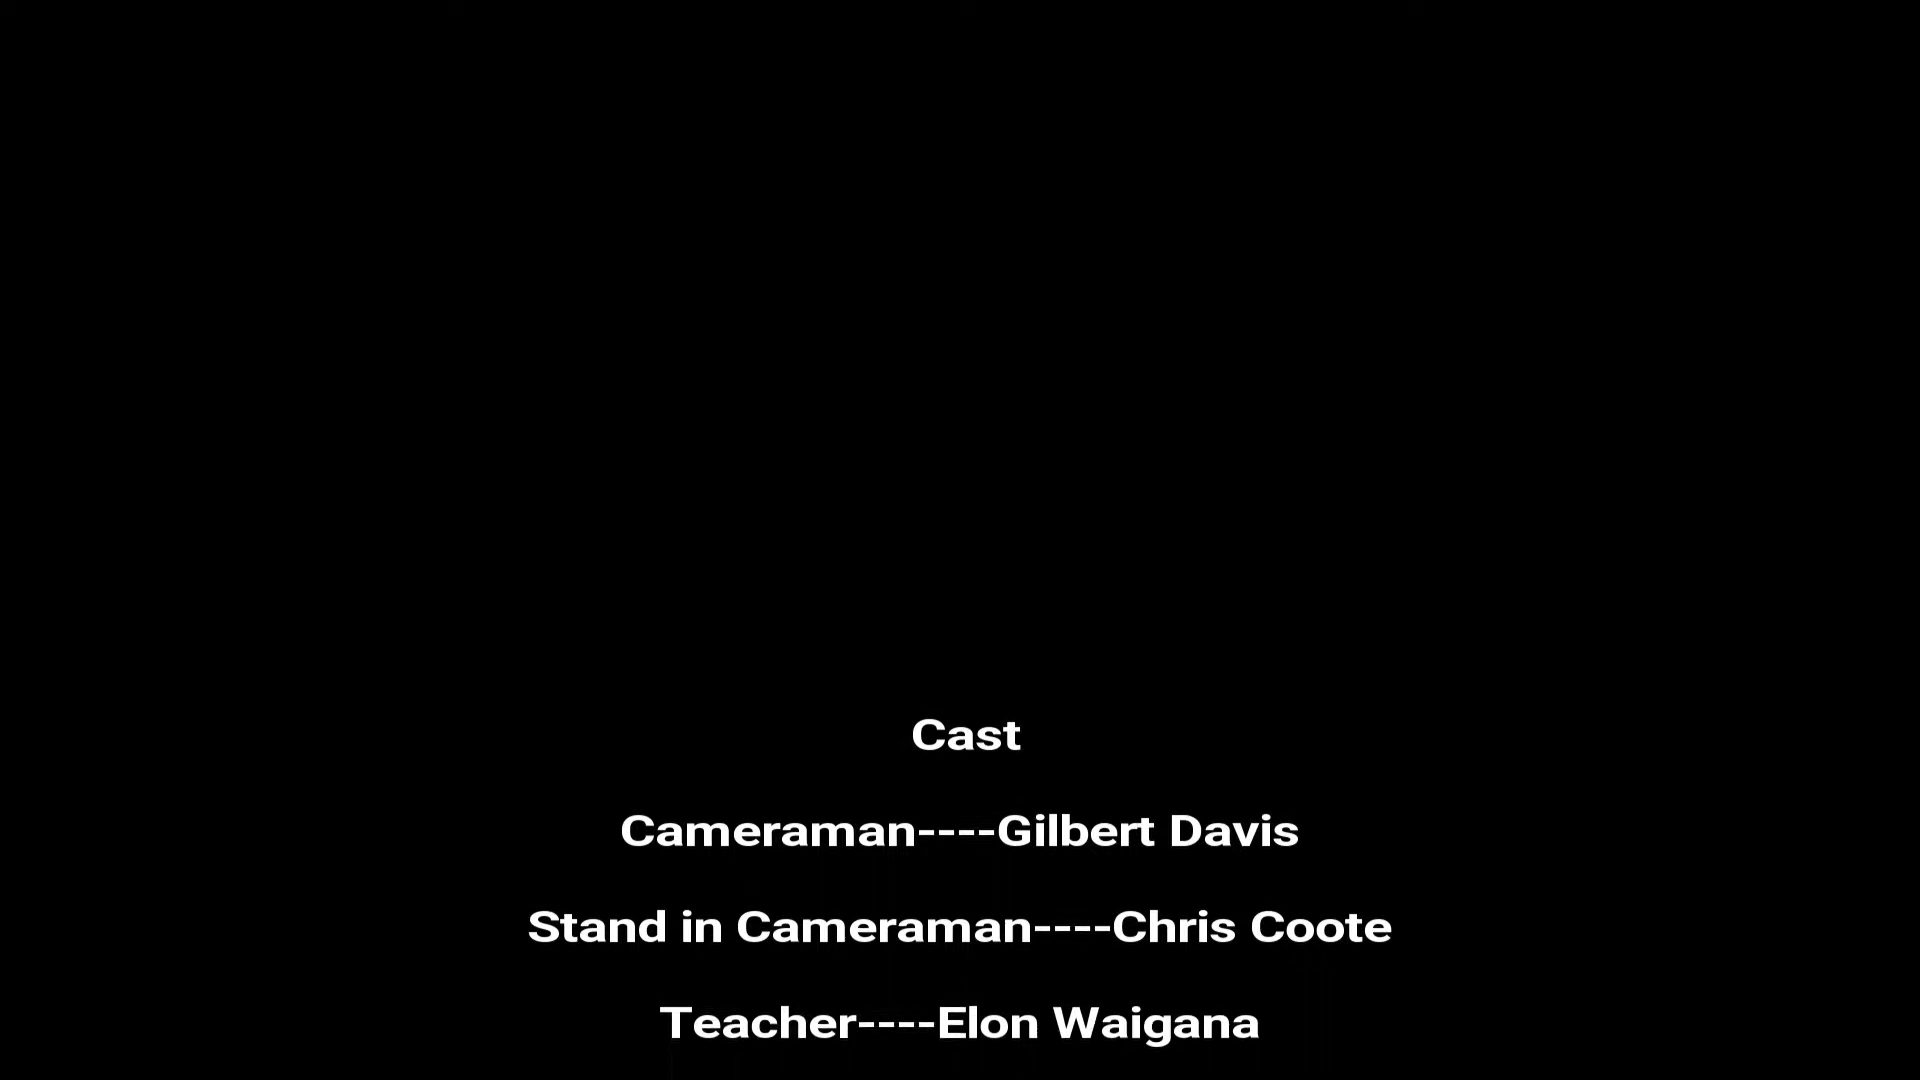 Cast
Cameraman----Gilbert Davis
Stand in Cameraman----Chris Coote
Teacher----Elon Waigana